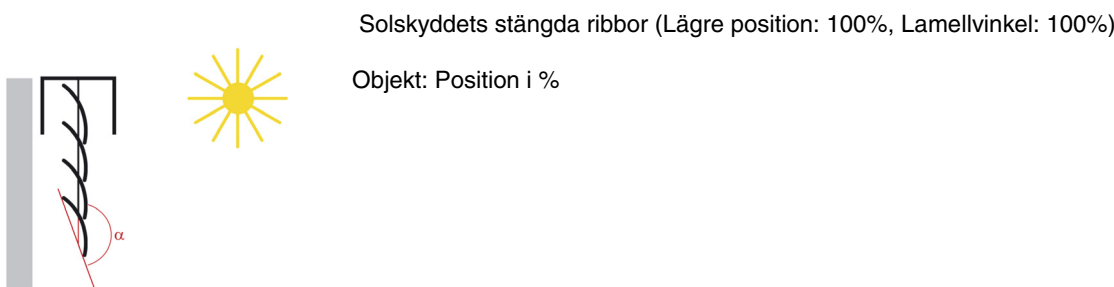 Solskyddets stängda ribbor (Lägre position: 100%, Lamellvinkel: 100%)
Objekt: Position i %
α